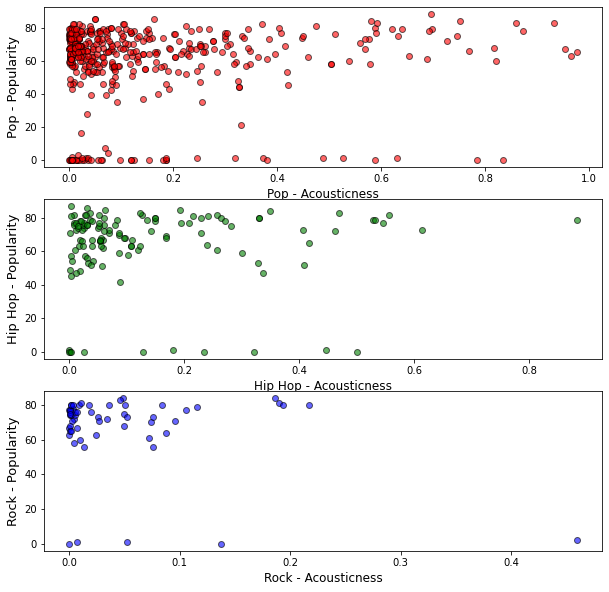 Pop - Popularity
80
60
40
20
0
0.0 0.2 0.4 0.6 0.8 1.0
Pop - Acousticness
Hip Hop - Popularity
80
60
40
20
0
0.0 0.2 0.4 0.6 0.8
Hip Hop - Acousticness
Rock - Popularity
80
60
40
20
0
0.0 0.1 0.2 0.3 0.4
Rock - Acousticness